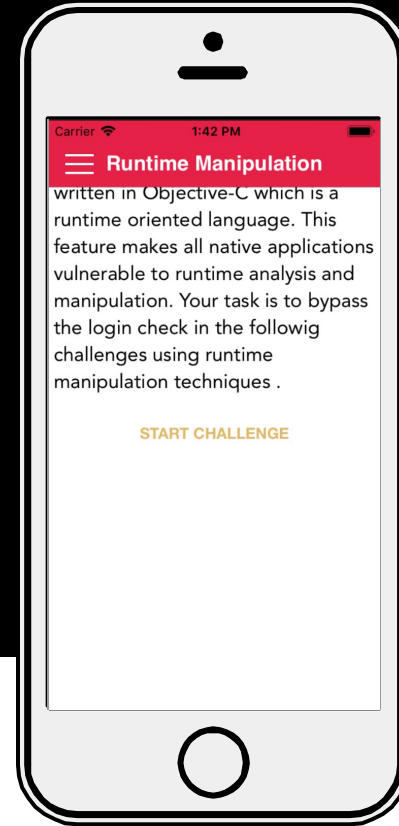 Carrier 1:42 PM
Runtime Manipulation
written in Objective-C which is a
runtime oriented language. This
feature makes all native applications
vulnerable to runtime analysis and
manipulation. Your task is to bypass
the login check in the followig
challenges using runtime
manipulation techniques .
START CHALLENGE